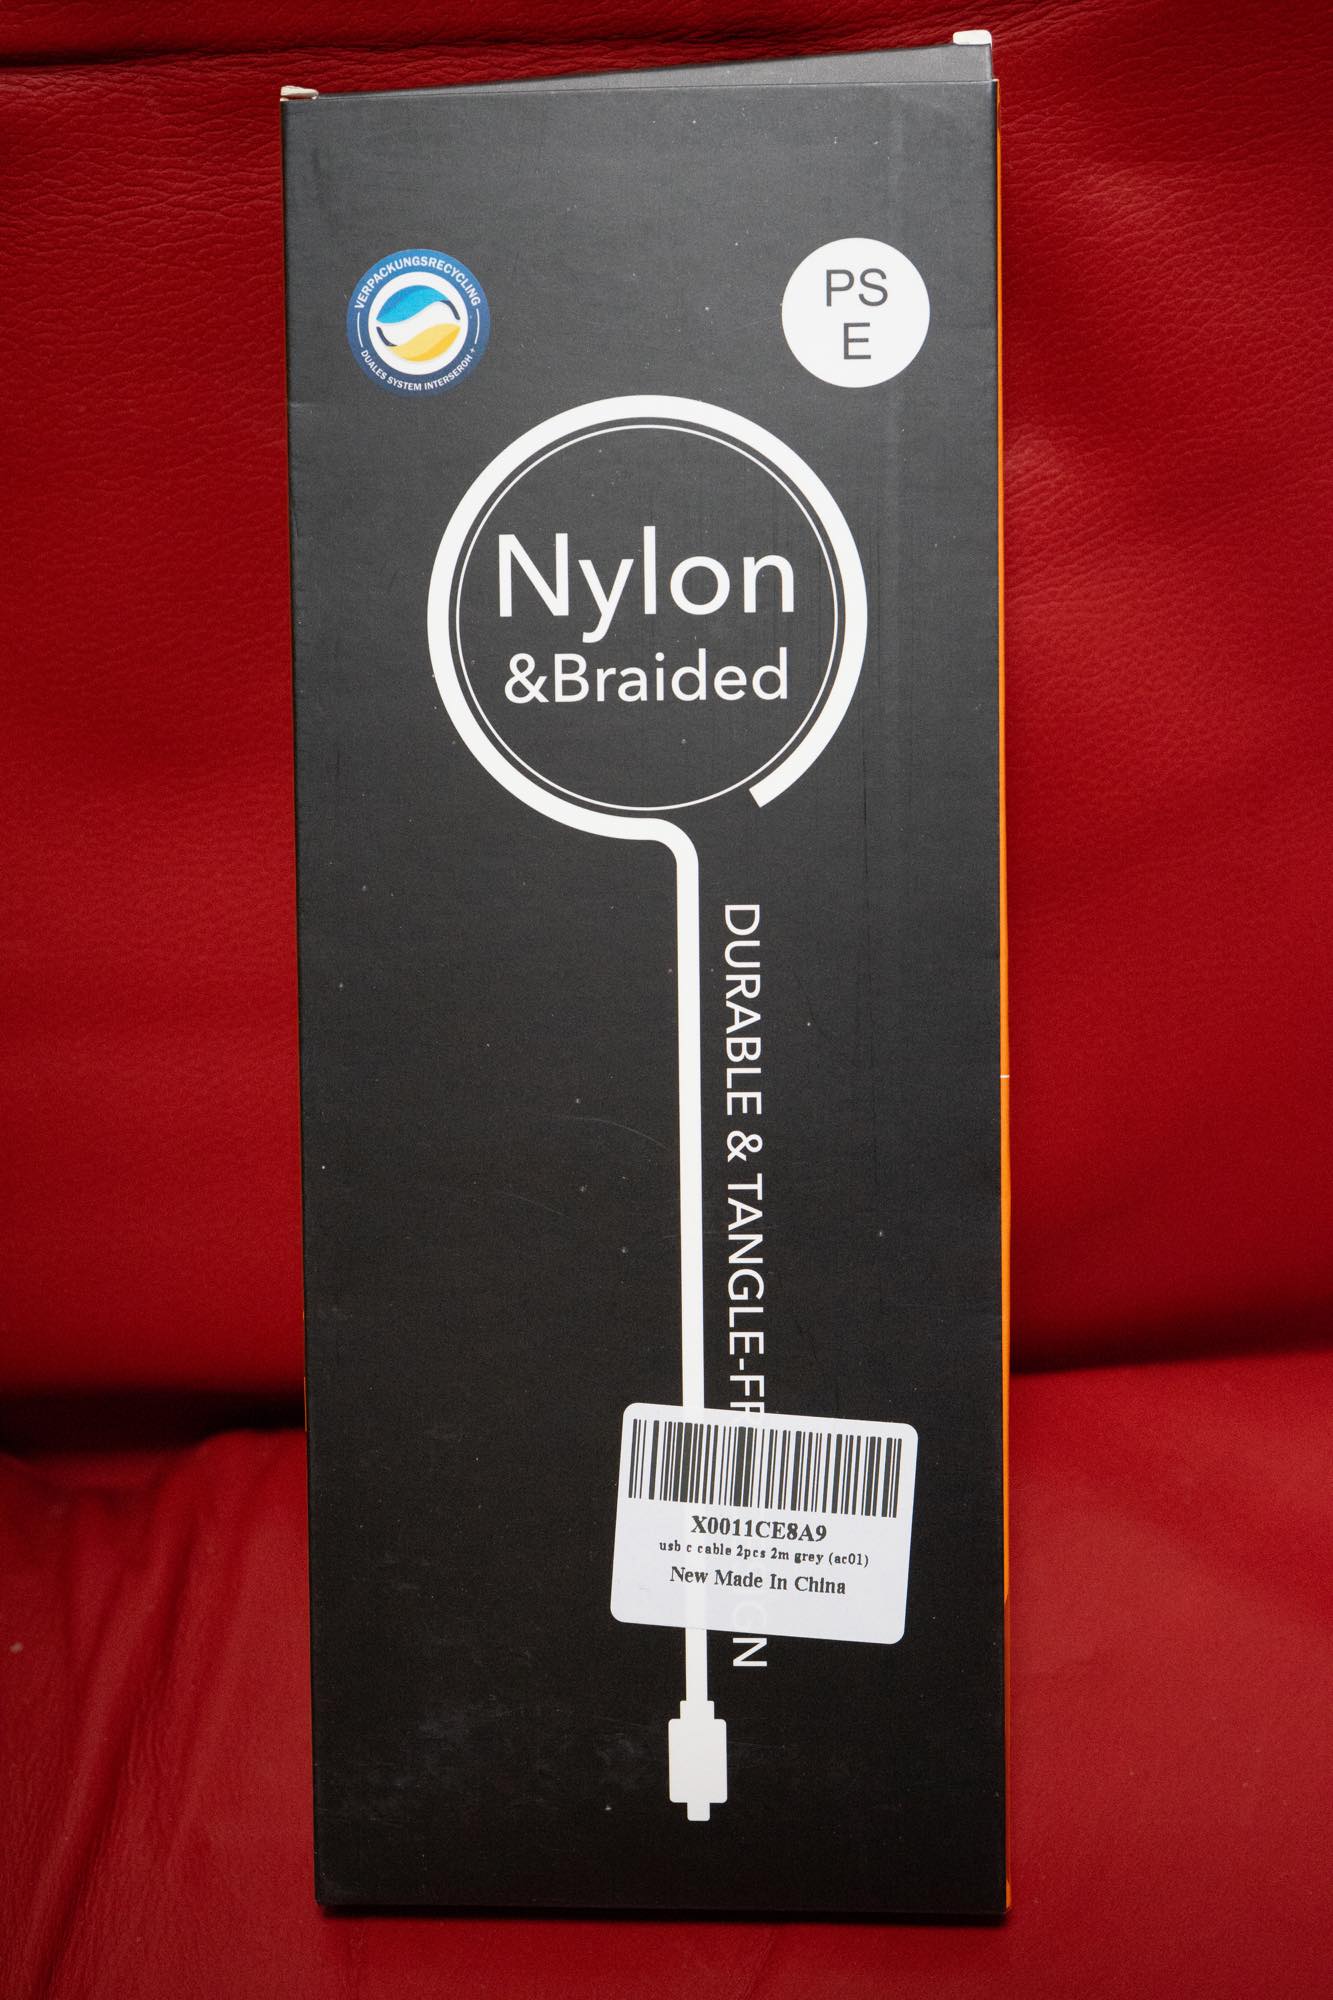 VERPACKUNGSRECYCLING
DUALES SYSTEM INTERSEROH +
PS
E
Nylon
&Braided
DURABLE & TANGLE-FR
GN
X0011CE8A9
usb c cable 2pcs 2m grey (ac01)
New Made In China